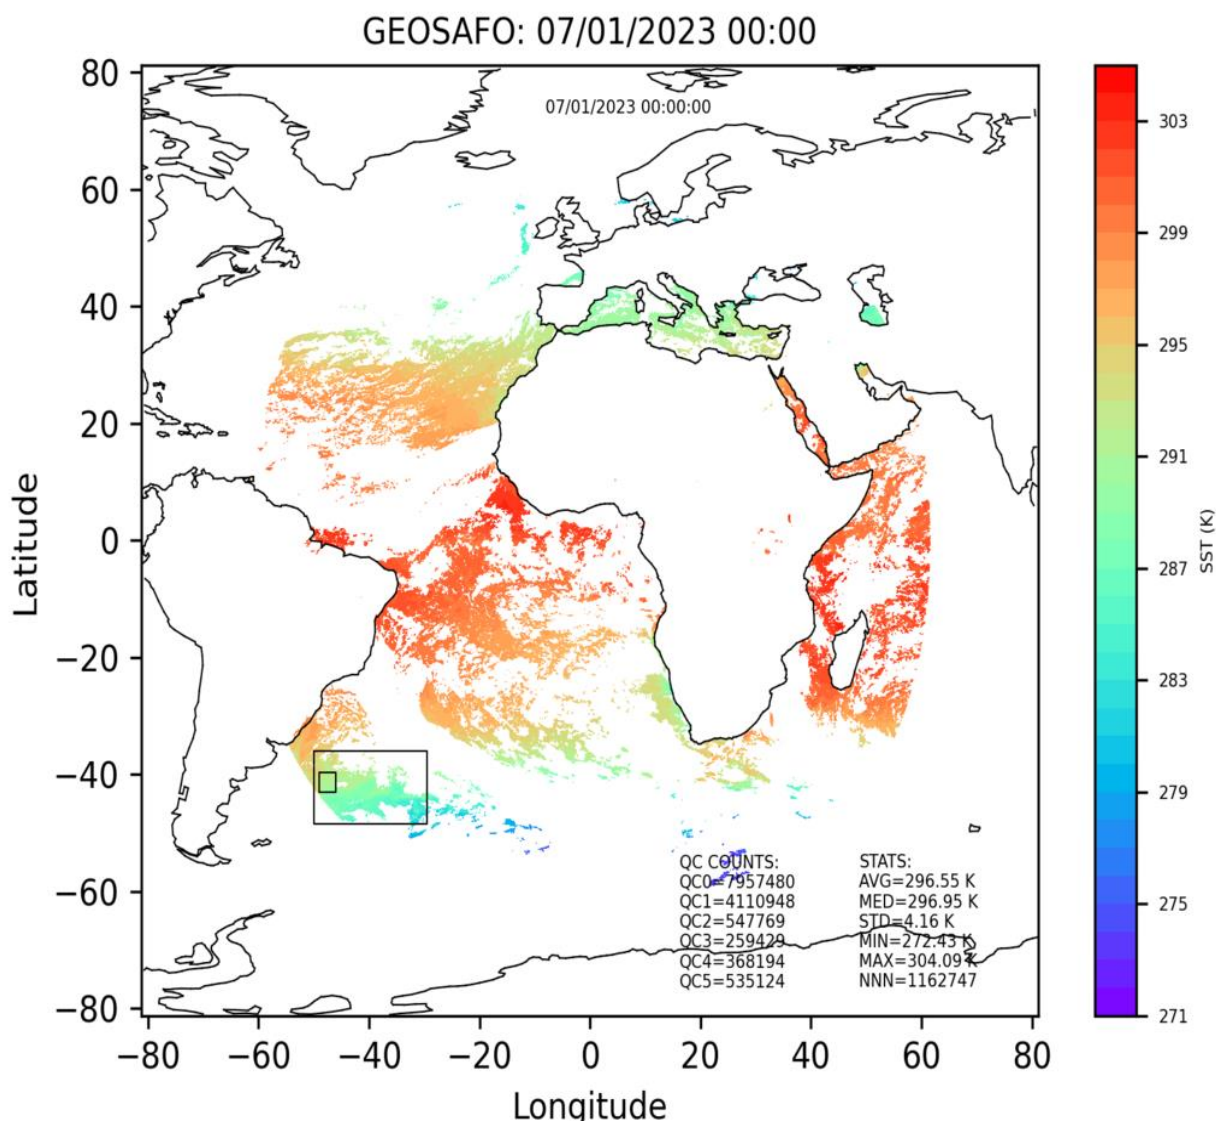 GEOSAFO: 07/01/2023 00:00
07/01/2023 00:00:00
80
60
40
20
0
−20
−40
−60
−80
Latitude
−80
−60
−40
−20
0
20
40
60
80
Longitude
QC COUNTS:
QC0=7957480
QC1=4110948
QC2=547769
QC3=259429
QC4=368194
QC5=535124
STATS:
AVG=296.55 K
MED=296.95 K
STD=4.16 K
MIN=272.43 K
MAX=304.09 K
NNN=1162747
303
299
295
291
287
283
279
275
271
SST (K)